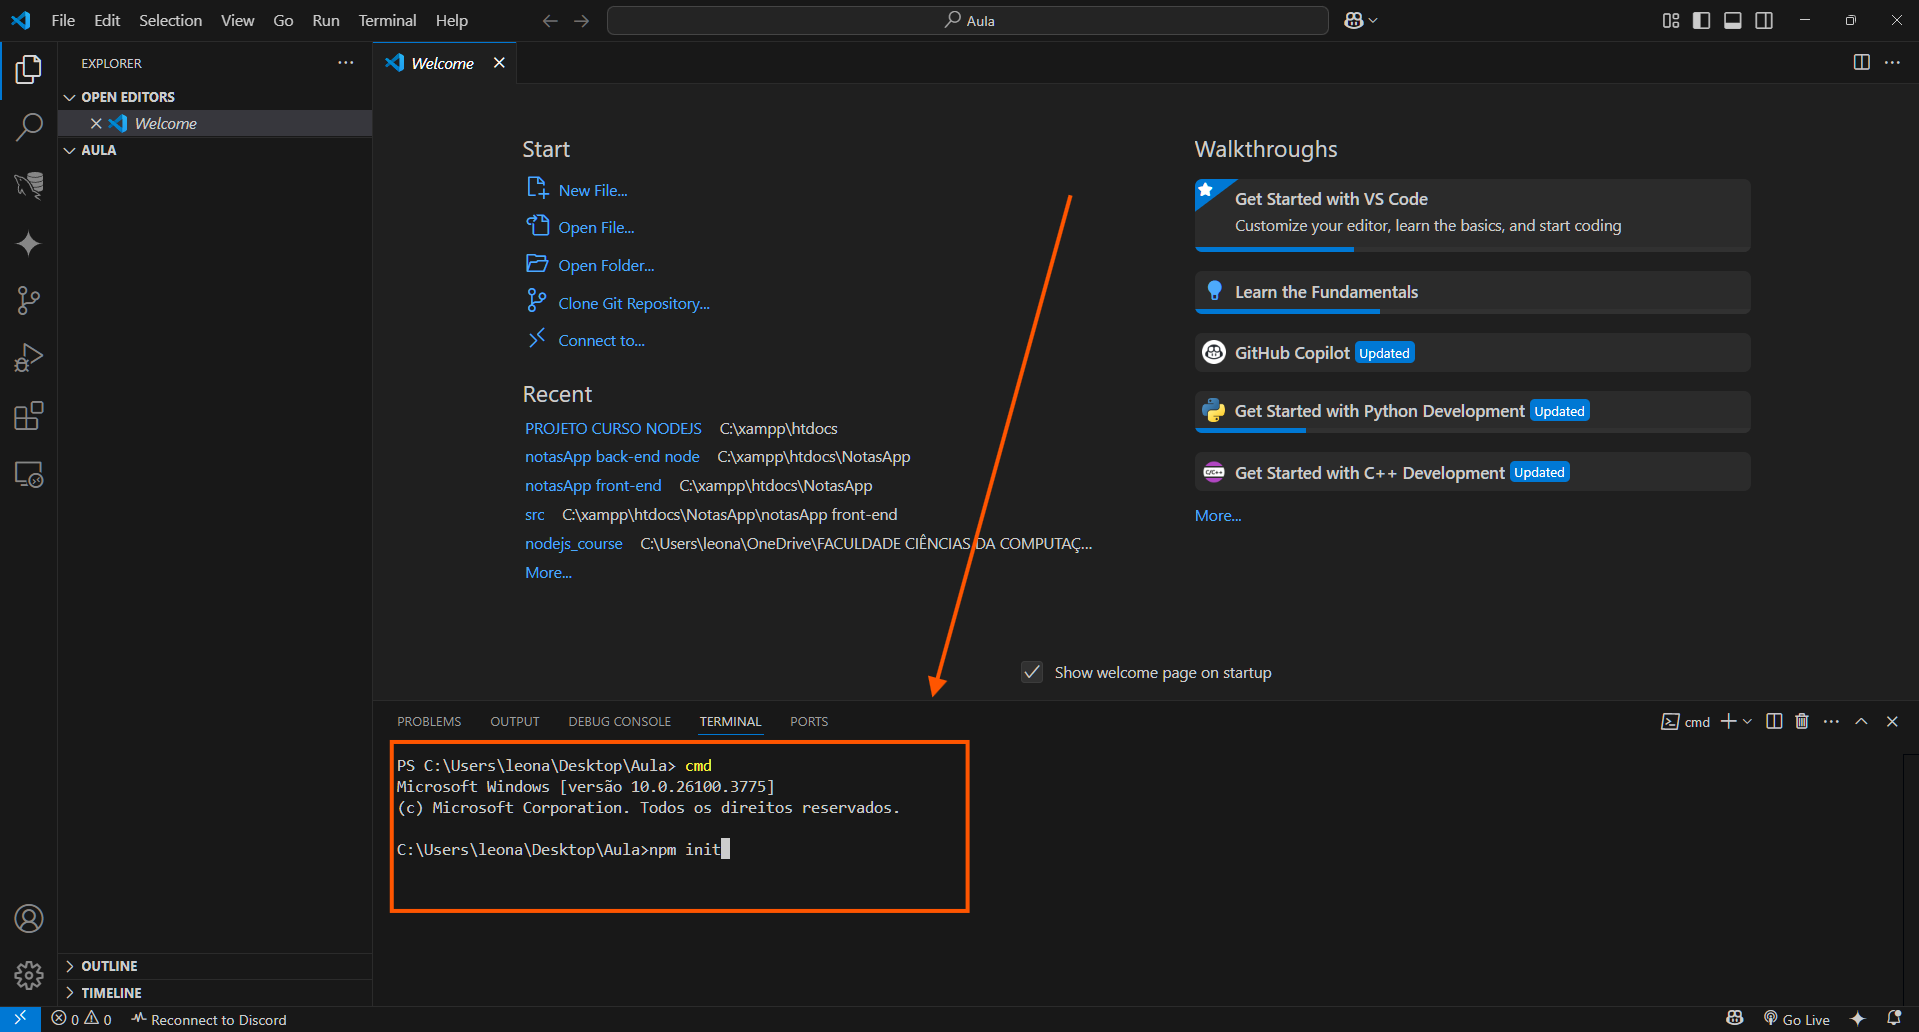 File Edit Selection View Go Run Terminal Help
Aula
EXPLORER
OPEN EDITORS
Welcome
AULA
OUTLINE
TIMELINE
Welcome
Start
New File...
Open File...
Open Folder...
Clone Git Repository...
Connect to...
Recent
PROJETO CURSO NODEJS C:\xampp\htdocs
notasApp back-end node C:\xampp\htdocs\NotasApp
notasApp front-end C:\xampp\htdocs\NotasApp
src C:\xampp\htdocs\NotasApp\notasApp front-end
nodejs_course C:\Users\leona\OneDrive\FACULDADE CIÊNCIAS DA COMPUTAÇ...
More...
Walkthroughs
Get Started with VS Code
Customize your editor, learn the basics, and start coding
Learn the Fundamentals
GitHub Copilot Updated
Get Started with Python Development Updated
C/C++ Get Started with C++ Development Updated
More...
Show welcome page on startup
PROBLEMS OUTPUT DEBUG CONSOLE TERMINAL PORTS
cmd
PS C:\Users\leona\Desktop\Aula> cmd
Microsoft Windows [versão 10.0.26100.3775]
(c) Microsoft Corporation. Todos os direitos reservados.
C:\Users\leona\Desktop\Aula>npm init
0 0 Reconnect to Discord
Go Live